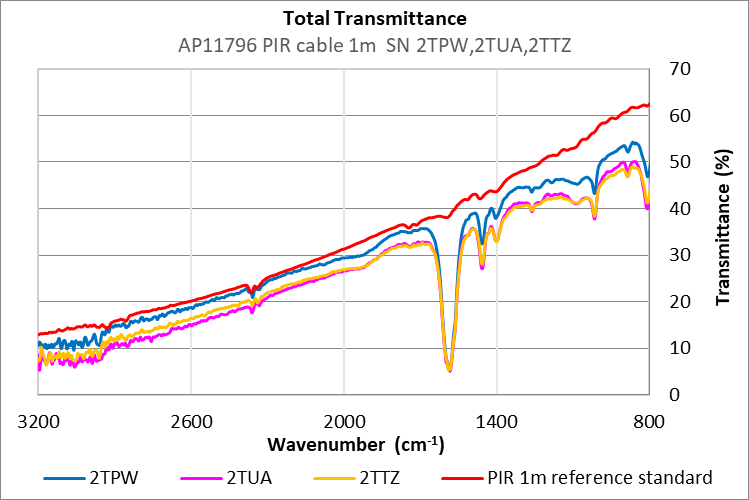 Total Transmittance
AP11796 PIR cable 1m  SN 2TPW,2TUA,2TTZ
70
60
50
40
30
20
10
0
Transmittance (%)
3200 2600 2000 1400 800
Wavenumber (cm⁻¹)
2TPW 2TUA 2TTZ PIR 1m reference standard